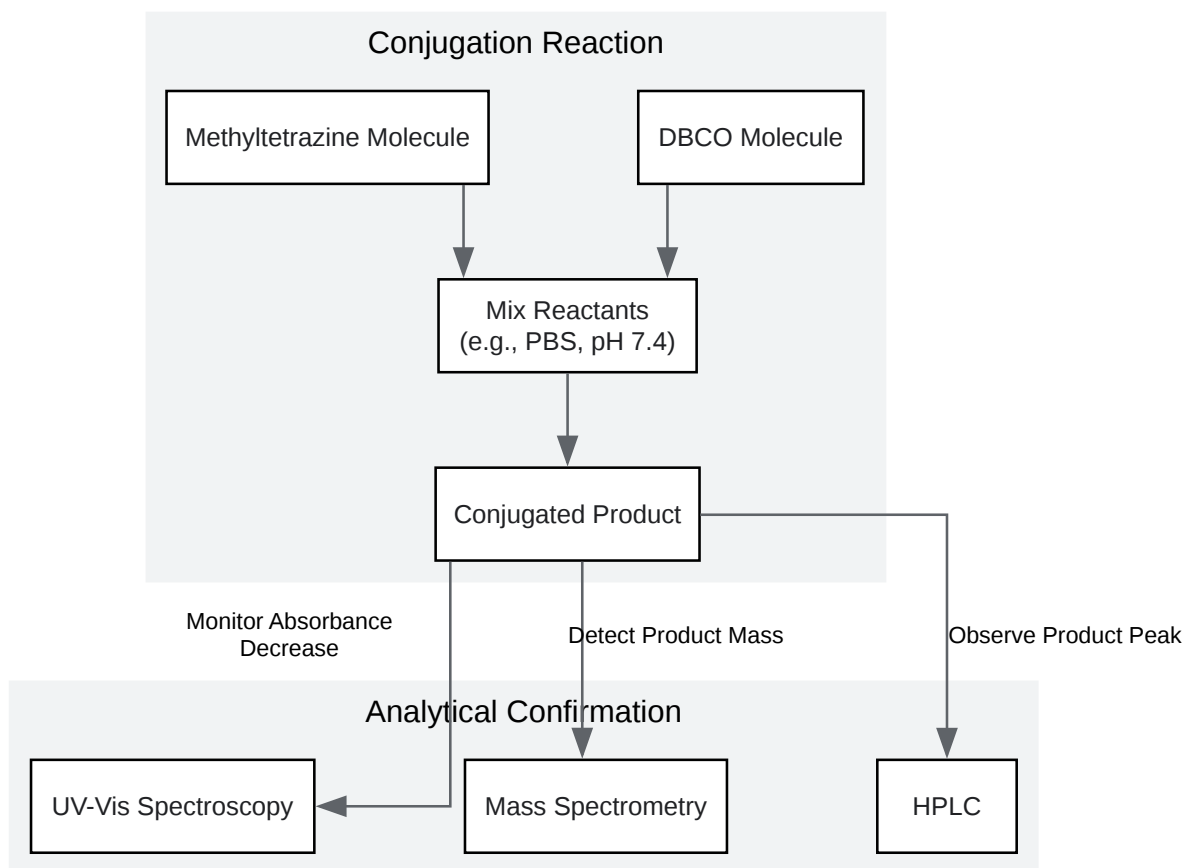 Conjugation Reaction
Methyltetrazine Molecule
DBCO Molecule
Mix Reactants
(e.g., PBS, pH 7.4)
Conjugated Product
Monitor Absorbance
Decrease
Detect Product Mass
Observe Product Peak
Analytical Confirmation
UV-Vis Spectroscopy
Mass Spectrometry
HPLC